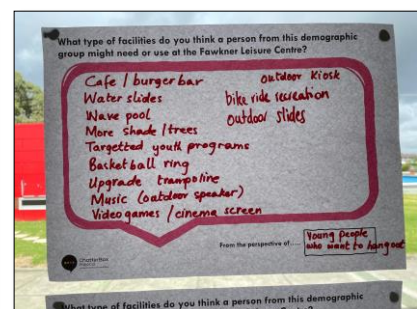 What type of facilities do you think a person from this demographic
group might need or use at the Fawkner Leisure Centre?
Cafe / burger bar
Water slides
Wave pool
More shade / trees
Targetted youth programs
Basketball ring
Upgrade trampoline
Music (outdoor speaker)
Videogames / cinema screen
outdoor Kiosk
bike ride recreation
outdoor slides
From the perspective of
Young people
who want to hangout
Chatterbox
What type of facilities do you think a person from this demographic